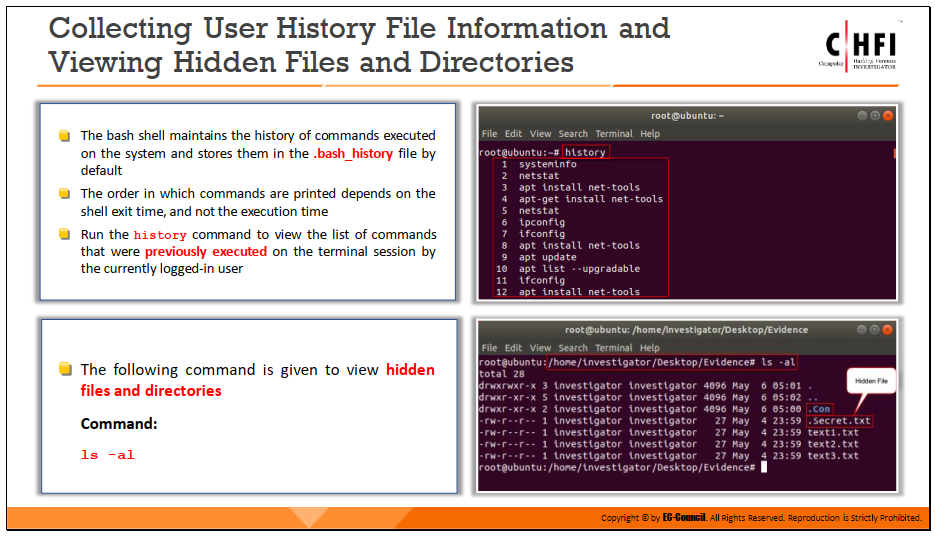 Collecting User History File Information and
Viewing Hidden Files and Directories
CHFI
Computer Hacking Forensic
INVESTIGATOR
The bash shell maintains the history of commands executed
on the system and stores them in the .bash_history file by
default
The order in which commands are printed depends on the
shell exit time, and not the execution time
Run the history command to view the list of commands
that were previously executed on the terminal session by
the currently logged-in user
root@ubuntu: ~
File Edit View Search Terminal Help
root@ubuntu:~# history
1 systeminfo
2 netstat
3 apt install net-tools
4 apt-get install net-tools
5 netstat
6 ipconfig
7 ifconfig
8 apt install net-tools
9 apt update
10 apt list --upgradable
11 ifconfig
12 apt install net-tools
The following command is given to view hidden
files and directories
Command:
ls -al
root@ubuntu: /home/investigator/Desktop/Evidence
File Edit View Search Terminal Help
root@ubuntu:/home/investigator/Desktop/Evidence# ls -al
total 28
drwxrwxr-x 3 investigator investigator 4096 May 6 05:01 .
drwxr-xr-x 5 investigator investigator 4096 May 6 05:02 ..
drwxr-xr-x 2 investigator investigator 4096 May 6 05:00 .Con
-rw-r--r-- 1 investigator investigator 27 May 4 23:59 .Secret.txt
-rw-r--r-- 1 investigator investigator 27 May 4 23:59 text1.txt
-rw-r--r-- 1 investigator investigator 27 May 4 23:59 text2.txt
-rw-r--r-- 1 investigator investigator 27 May 4 23:59 text3.txt
root@ubuntu:/home/investigator/Desktop/Evidence#
Hidden File
Copyright © by EC-Council. All Rights Reserved. Reproduction is Strictly Prohibited.